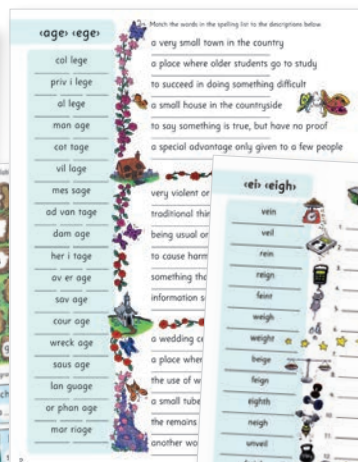 ‹age› ‹ege›
col lege
priv i lege
al lege
man age
cot tage
vil lage
mes sage
ad van tage
dam age
her i tage
av er age
sav age
cour age
wreck age
saus age
lan guage
or phan age
mar riage
Match the words in the spelling list to the descriptions below
a very small town in the country
a place where older students go to study
to succeed in doing something difficult
a small house in the countryside
to say something is true, but have no proof
a special advantage only given to a few people
very violent or
traditional
being usual or
to cause harm
something
information
a wedding
a place
the use of
a small tube
the remains
another
‹ei› ‹eigh›
vein
veil
rein
reign
feint
weigh
weight
beige
feign
eighth
neigh
unveil